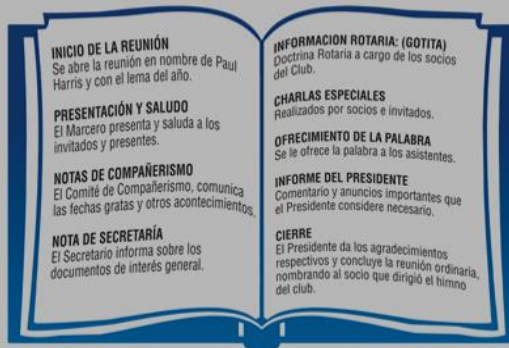 INICIO DE LA REUNIÓN
Se abre la reunión en nombre de Paul
Harris y con el lema del año.
PRESENTACIÓN Y SALUDO
El Marcero presenta y saluda a los
invitados y presentes.
NOTAS DE COMPAÑERISMO
El Comité de Compañerismo, comunica
las fechas gratas y otros acontecimientos.
NOTA DE SECRETARÍA
El Secretario informa sobre los
documentos de interés general.
INFORMACION ROTARIA: (GOTITA)
Doctrina Rotaria a cargo de los socios
del Club.
CHARLAS ESPECIALES
Realizados por socios e invitados.
OFRECIMIENTO DE LA PALABRA
Se le ofrece la palabra a los asistentes.
INFORME DEL PRESIDENTE
Comentario y anuncios importantes que
el Presidente considere necesario.
CIERRE
El Presidente da los agradecimientos
respectivos y concluye la reunión ordinaria,
nombrando al socio que dirigió el himno
del club.